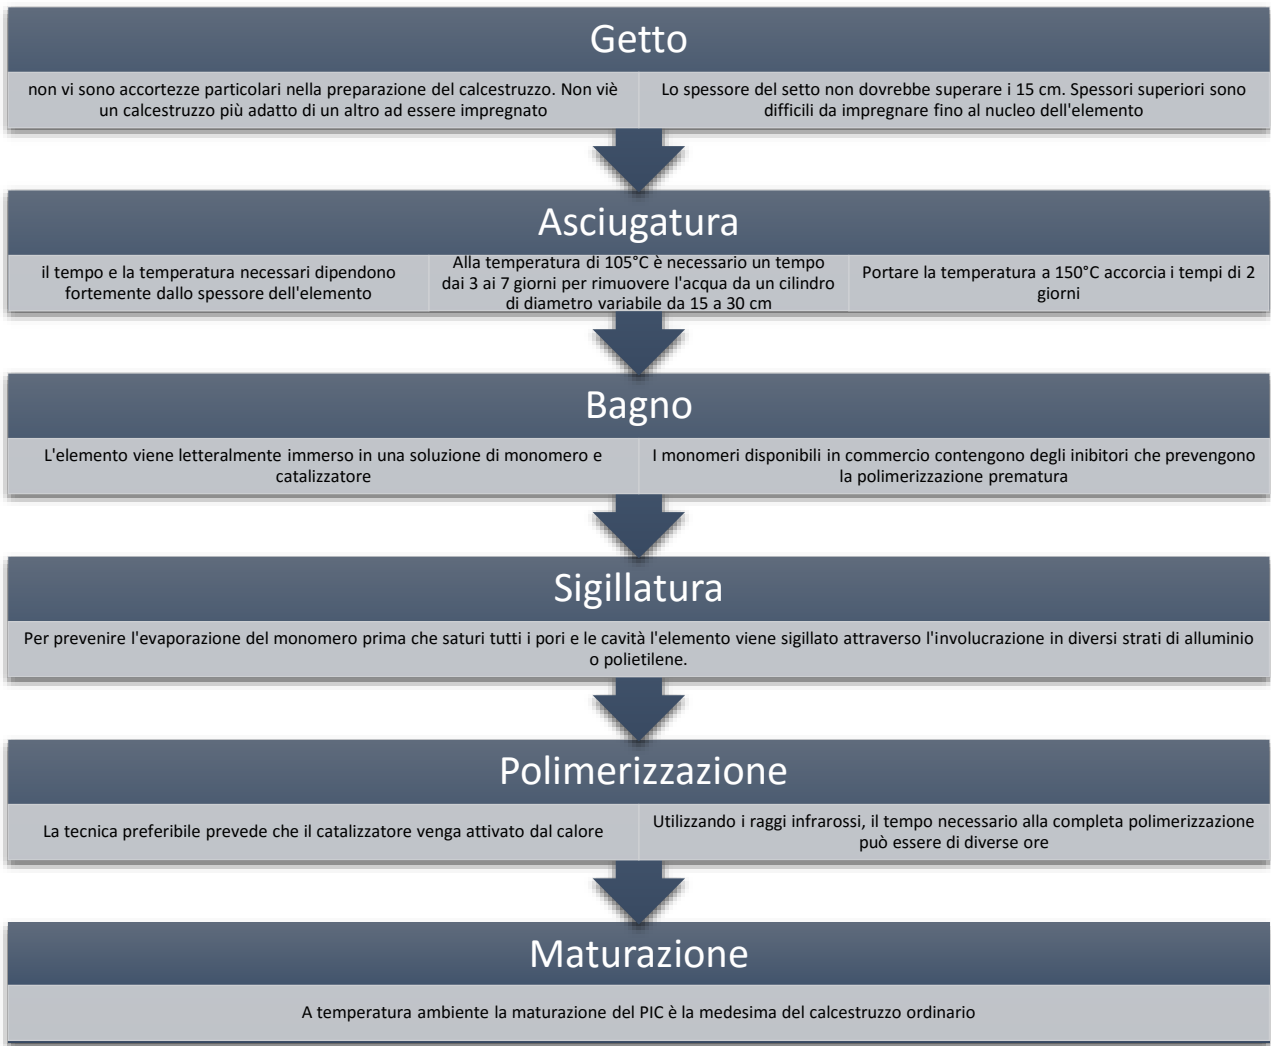 Getto
non vi sono accortezze particolari nella preparazione del calcestruzzo. Non viè
un calcestruzzo più adatto di un altro ad essere impregnato
Lo spessore del setto non dovrebbe superare i 15 cm. Spessori superiori sono
difficili da impregnare fino al nucleo dell'elemento
Asciugatura
il tempo e la temperatura necessari dipendono
fortemente dallo spessore dell'elemento
Alla temperatura di 105°C è necessario un tempo
dai 3 ai 7 giorni per rimuovere l'acqua da un cilindro
di diametro variabile da 15 a 30 cm
Portare la temperatura a 150°C accorcia i tempi di 2
giorni
Bagno
L'elemento viene letteralmente immerso in una soluzione di monomero e
catalizzatore
I monomeri disponibili in commercio contengono degli inibitori che prevengono
la polimerizzazione prematura
Sigillatura
Per prevenire l'evaporazione del monomero prima che saturi tutti i pori e le cavità l'elemento viene sigillato attraverso l'involucrazione in diversi strati di alluminio
o polietilene.
Polimerizzazione
La tecnica preferibile prevede che il catalizzatore venga attivato dal calore
Utilizzando i raggi infrarossi, il tempo necessario alla completa polimerizzazione
può essere di diverse ore
Maturazione
A temperatura ambiente la maturazione del PIC è la medesima del calcestruzzo ordinario